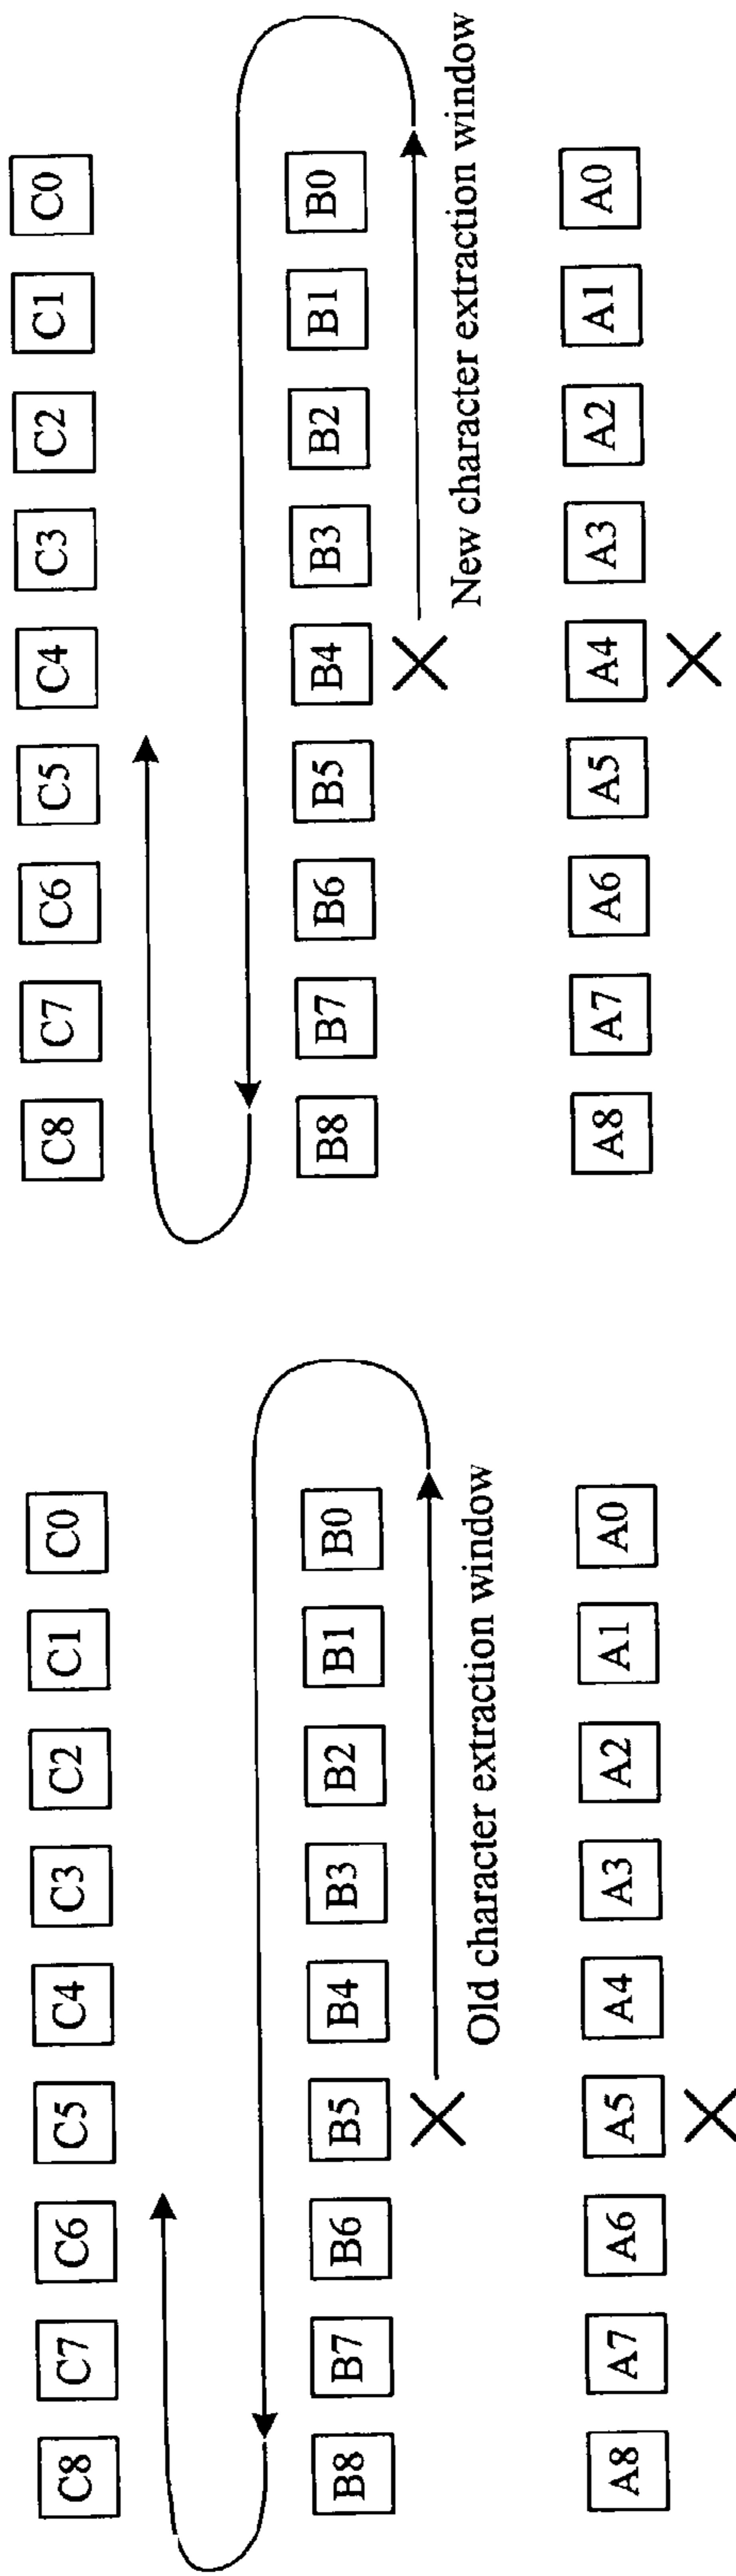 C8 C7 C6 C5 C4 C3 C2 C1 C0
B8 B7 B6 B5 B4 B3 B2 B1 B0
Old character extraction window
A8 A7 A6 A5 A4 A3 A2 A1 A0
C8 C7 C6 C5 C4 C3 C2 C1 C0
B8 B7 B6 B5 B4 B3 B2 B1 B0
New character extraction window
A8 A7 A6 A5 A4 A3 A2 A1 A0